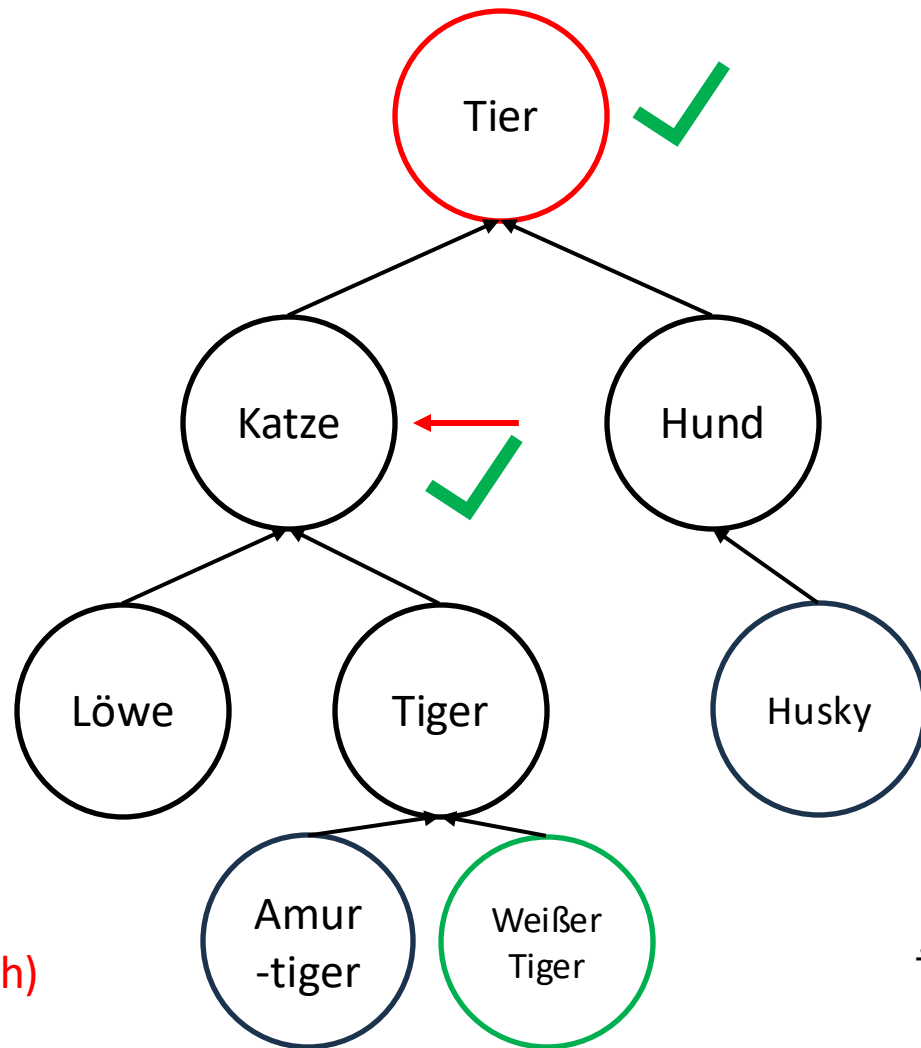 Tier
Katze
Hund
Löwe
Tiger
Husky
Amur
-tiger
Weißer
Tiger
h)